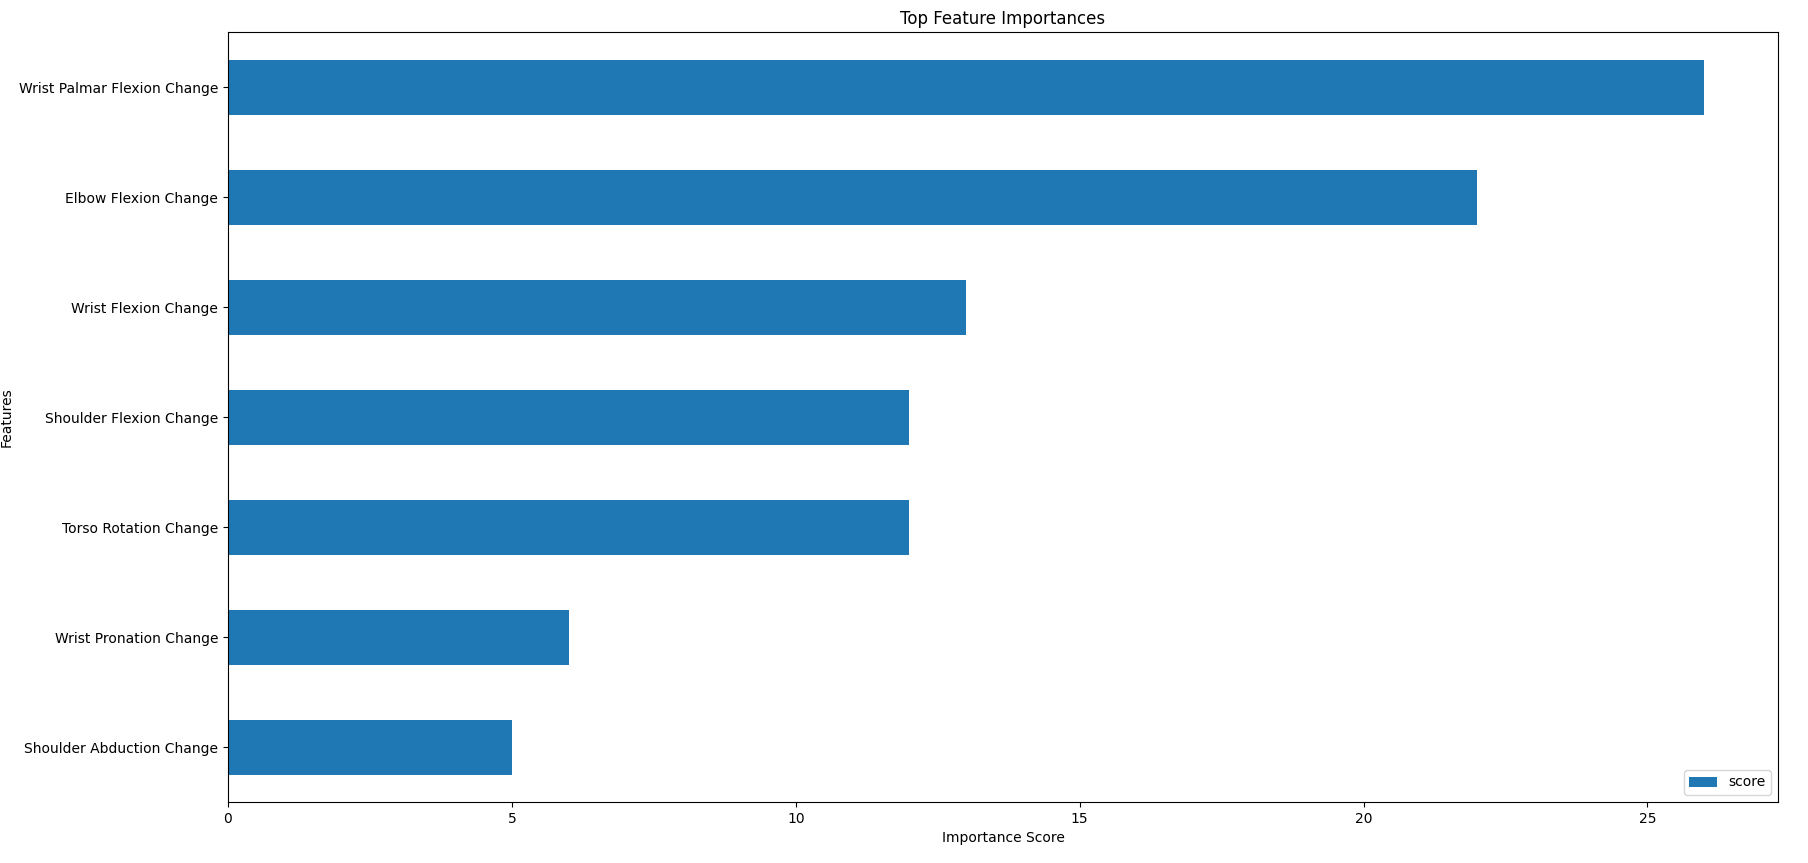 Top Feature Importances
Wrist Palmar Flexion Change
Elbow Flexion Change
Wrist Flexion Change
Shoulder Flexion Change
Torso Rotation Change
Wrist Pronation Change
Shoulder Abduction Change
Features
score
0 5 10 15 20 25
Importance Score